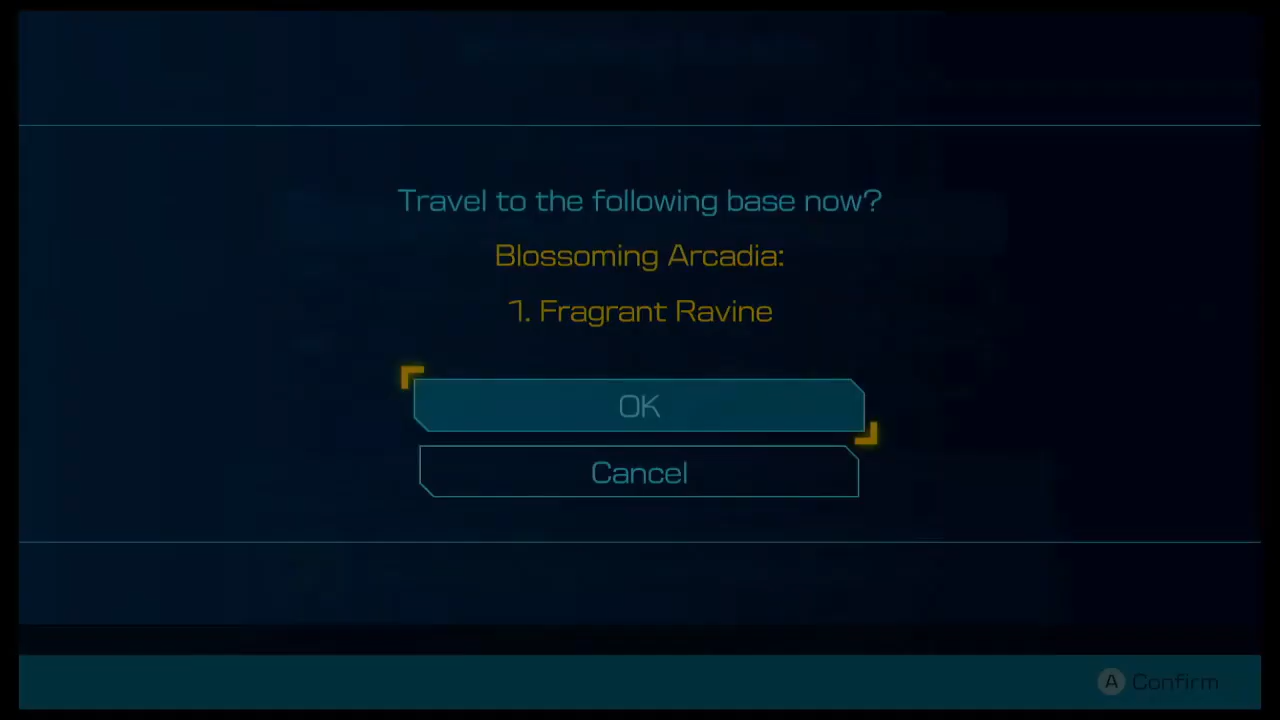 Travel to the following base now?
Blossoming Arcadia:
1. Fragrant Ravine
OK
Cancel
A Confirm